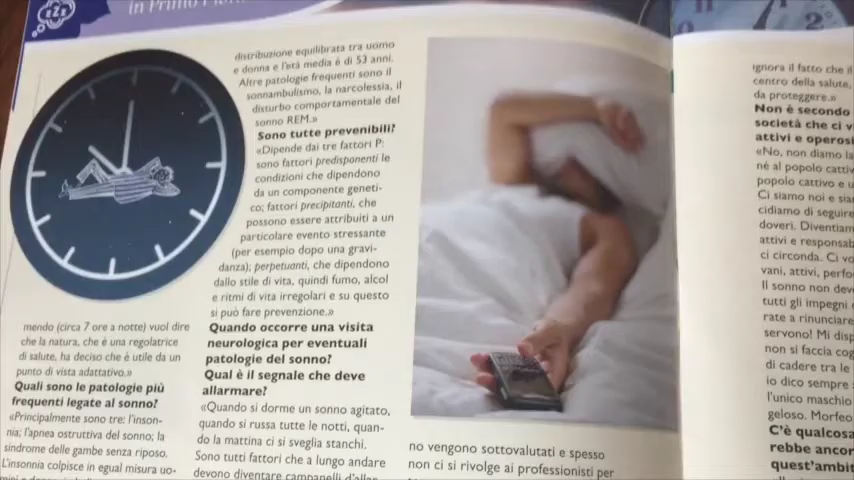 zZz
in Primo
mendo (circa 7 ore a notte) vuol dire
che la natura, che è una regolatrice
di salute, ha deciso che è utile da un
punto di vista adattativo.»
Quali sono le patologie più
frequenti legate al sonno?
«Principalmente sono tre: l'inson-
nia; l'apnea ostruttiva del sonno; la
sindrome delle gambe senza riposo.
L'insonnia colpisce in egual misura uo-
distribuzione equilibrata tra uomo
e donna e l'età media é di 53 anni.
Altre patologie frequenti sono il
sonnambulismo, la narcolessia, il
disturbo comportamentale del
sonno REM.»
Sono tutte prevenibili?
«Dipende dai tre fattori P:
sono fattori predisponenti le
condizioni che dipendono
da un componente geneti-
co; fattori precipitanti, che
possono essere attribuiti a un
particolare evento stressante
(per esempio dopo una gravi-
danza); perpetuanti, che dipendono
dallo stile di vita, quindi fumo, alcol
e ritmi di vita irregolari e su questo
si può fare prevenzione.»
Quando occorre una visita
neurologica per eventuali
patologie del sonno?
Qual è il segnale che deve
allarmare?
«Quando si dorme un sonno agitato,
quando si russa tutte le notti, quan-
do la mattina ci si sveglia stanchi.
Sono tutti fattori che a lungo andare
devono diventare campanelli d'allar-
no vengono sottovalutati e spesso
non ci si rivolge ai professionisti per
ignora il fatto che il
centro della salute,
da proteggere.»
Non è secondo
società che ci v
attivi e operosi
«No, non diamo la
né al popolo cattiv
popolo cattivo e u
Ci siamo noi e sia
cidiamo di seguire
doveri. Diventiam
attivi e responsab
ci circonda. Ci vo
vani, attivi, perfo
Il sonno non deve
tutti gli impegni
rate a rinunciare
servono! Mi disp
non si faccia cog
di cadere tra le
io dico sempre
l'unico maschio
geloso. Morfeo
C'è qualcosa
rebbe ancor
quest'ambit